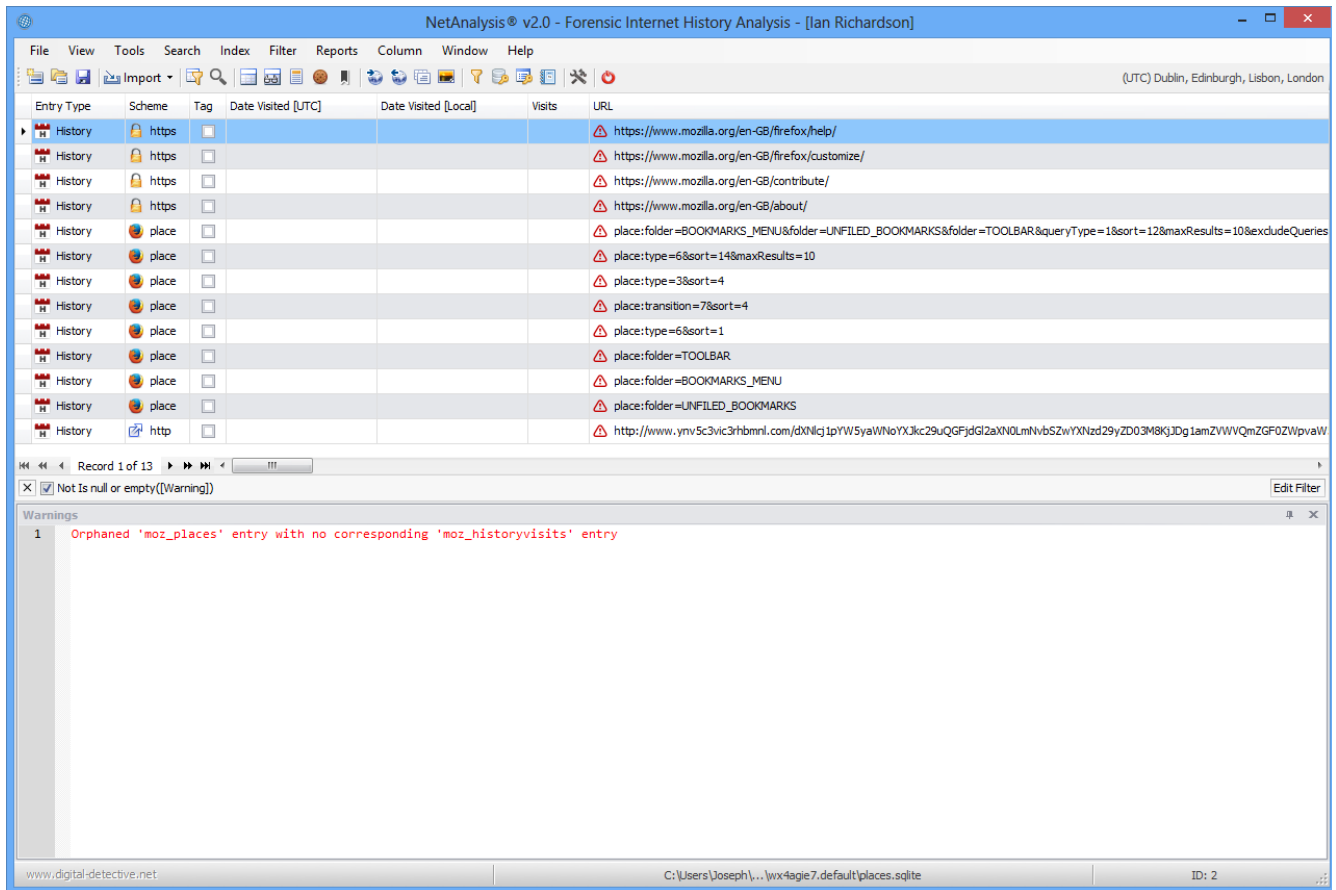 NetAnalysis® v2.0 - Forensic Internet History Analysis - [Ian Richardson]
File View Tools Search Index Filter Reports Column Window Help
Import (UTC) Dublin, Edinburgh, Lisbon, London
Entry Type Scheme Tag Date Visited [UTC] Date Visited [Local] Visits URL
History https https://www.mozilla.org/en-GB/firefox/help/
History https https://www.mozilla.org/en-GB/firefox/customize/
History https https://www.mozilla.org/en-GB/contribute/
History https https://www.mozilla.org/en-GB/about/
History place place:folder=BOOKMARKS_MENU&folder=UNFILED_BOOKMARKS&folder=TOOLBAR&queryType=1&sort=12&maxResults=10&excludeQueries
History place place:type=6&sort=14&maxResults=10
History place place:type=3&sort=4
History place place:transition=7&sort=4
History place place:type=6&sort=1
History place place:folder=TOOLBAR
History place place:folder=BOOKMARKS_MENU
History place place:folder=UNFILED_BOOKMARKS
History http
Record 1 of 13
Not Is null or empty([Warning]) Edit Filter
Warnings
1 Orphaned 'moz_places' entry with no corresponding 'moz_historyvisits' entry
www.digital-detective.net C:\Users\Joseph\...\wx4agie7.default\places.sqlite ID: 2